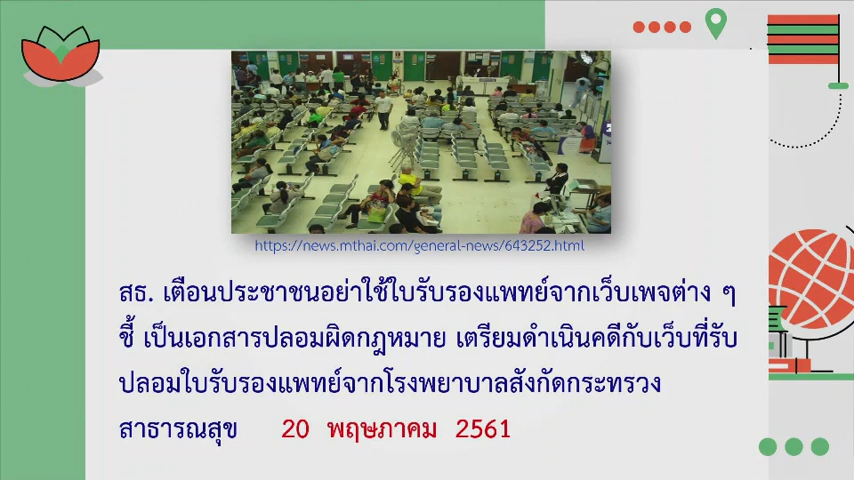 https://news.mthai.com/general-news/643252.html
สธ. เตือนประชาชนอย่าใช้ใบรับรองแพทย์จากเว็บเพจต่าง ๆ
ชี้ เป็นเอกสารปลอมผิดกฎหมาย เตรียมดำเนินคดีกับเว็บที่รับ
ปลอมใบรับรองแพทย์จากโรงพยาบาลสังกัดกระทรวง
สาธารณสุข 20 พฤษภาคม 2561